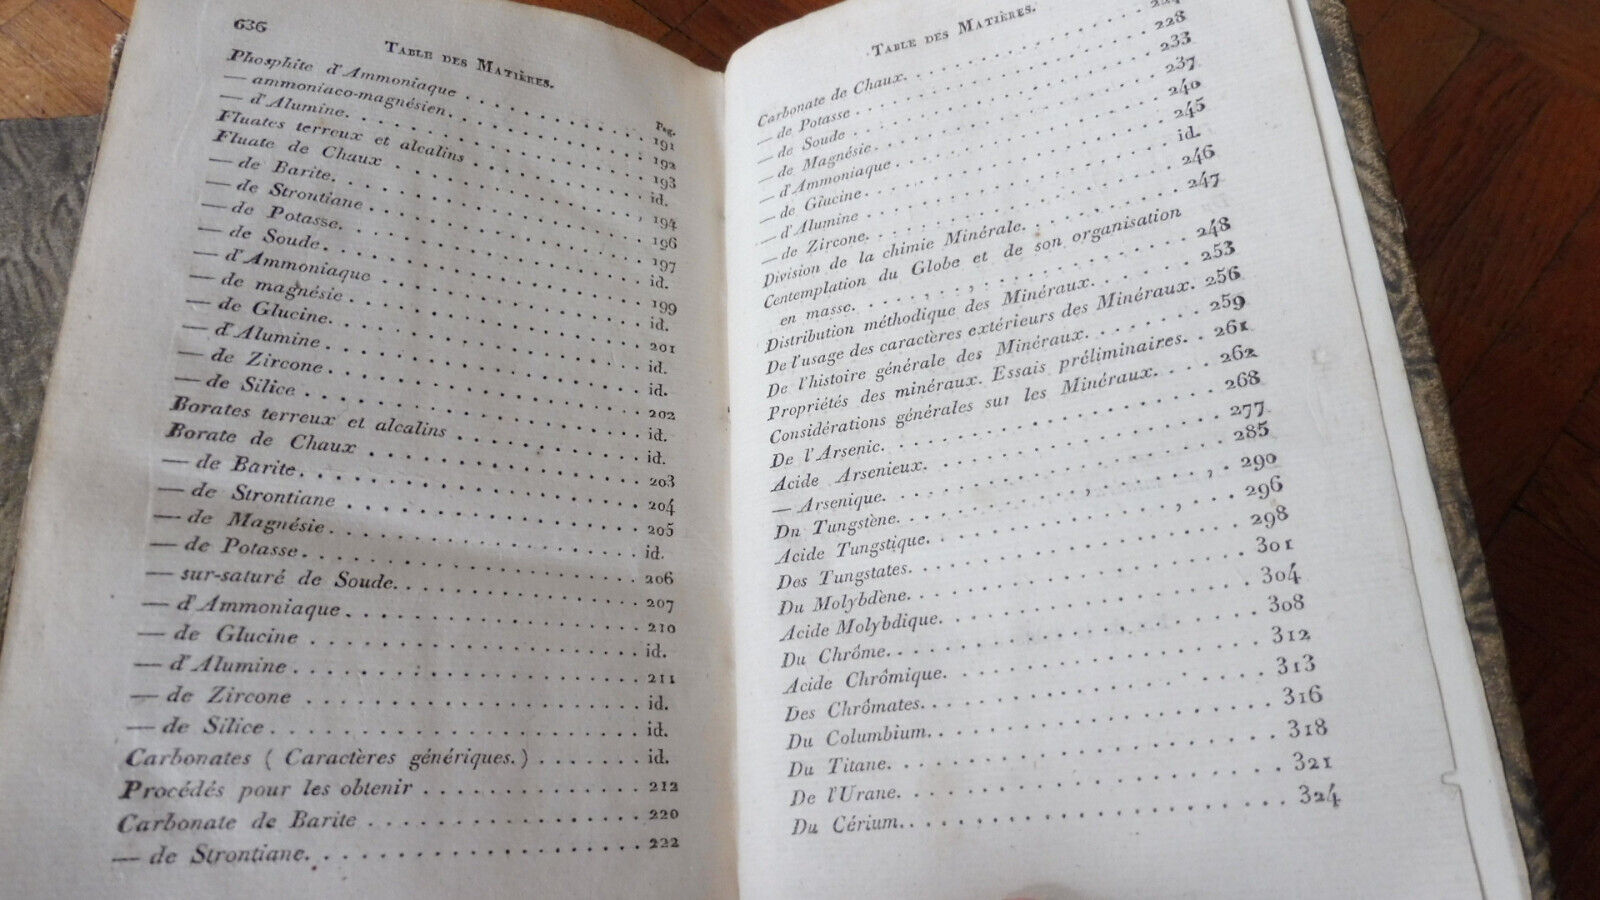 636
TABLE DES MATIÈRES.
Pag.
Phosphite d'Ammoniaque . . . . . . . . . . 191
— ammoniaco-magnésien. . . . . . . . . . 192
— d'Alumine. . . . . . . . . . 193
Fluates terreux et alcalins . . . . . . . . . . id.
Fluate de Chaux . . . . . . . . . . 194
— de Barite. . . . . . . . . . 196
— de Strontiane . . . . . . . . . . 197
— de Potasse. . . . . . . . . . id.
— de Soude. . . . . . . . . . 199
— d'Ammoniaque . . . . . . . . . . id.
— de magnésie . . . . . . . . . . 201
— de Glucine. . . . . . . . . . id.
— d'Alumine . . . . . . . . . . id.
— de Zircone. . . . . . . . . . 202
— de Silice . . . . . . . . . . id.
Borates terreux et alcalins . . . . . . . . . . id.
Borate de Chaux . . . . . . . . . . 203
— de Barite. . . . . . . . . . 204
— de Strontiane . . . . . . . . . . 205
— de Magnésie. . . . . . . . . . id.
— de Potasse. . . . . . . . . . 206
— sur-saturé de Soude. . . . . . . . . . 207
— d'Ammoniaque . . . . . . . . . . 210
— de Glucine . . . . . . . . . . id.
— d'Alumine . . . . . . . . . . 211
— de Zircone . . . . . . . . . . id.
— de Silice . . . . . . . . . . id.
Carbonates ( Caractères génériques. ) . . . . . . . id.
Procédés pour les obtenir . . . . . . . . . . 212
Carbonate de Barite . . . . . . . . . . 220
— de Strontiane. . . . . . . . . . 222
TABLE DES MATIÈRES.
Carbonate de Chaux. . . . . . . . . . 224
— de Potasse . . . . . . . . . . 228
— de Soude . . . . . . . . . . 233
— de Magnésie. . . . . . . . . . 237
— d'Ammoniaque . . . . . . . . . . 240
— de Glucine . . . . . . . . . . 245
— d'Alumine . . . . . . . . . . id.
— de Zircone. . . . . . . . . . 246
Division de la chimie Minérale. . . . . . . . 247
Contemplation du Globe et de son organisation
en masse. . . . . . . . . . 248
Distribution méthodique des Minéraux. . . . . . 253
De l'usage des caractères extérieurs des Minéraux. 256
De l'histoire générale des Minéraux. . . . . . . 259
Propriétés des minéraux. Essais préliminaires. . 261
Considérations générales sur les Minéraux. . . . 262
De l'Arsenic. . . . . . . . . . 268
Acide Arsenieux. . . . . . . . . . 277
— Arsenique. . . . . . . . . . 285
Dn Tungstène. . . . . . . . . . 290
Acide Tungstique. . . . . . . . . . 296
Des Tungstates. . . . . . . . . . 298
Du Molybdène. . . . . . . . . . 301
Acide Molybdique. . . . . . . . . . 304
Du Chrôme. . . . . . . . . . 308
Acide Chrômique. . . . . . . . . . 312
Des Chrômates. . . . . . . . . . 313
Du Columbium. . . . . . . . . . 316
Du Titane. . . . . . . . . . 318
De l'Urane. . . . . . . . . . 321
Du Cérium. . . . . . . . . . 324